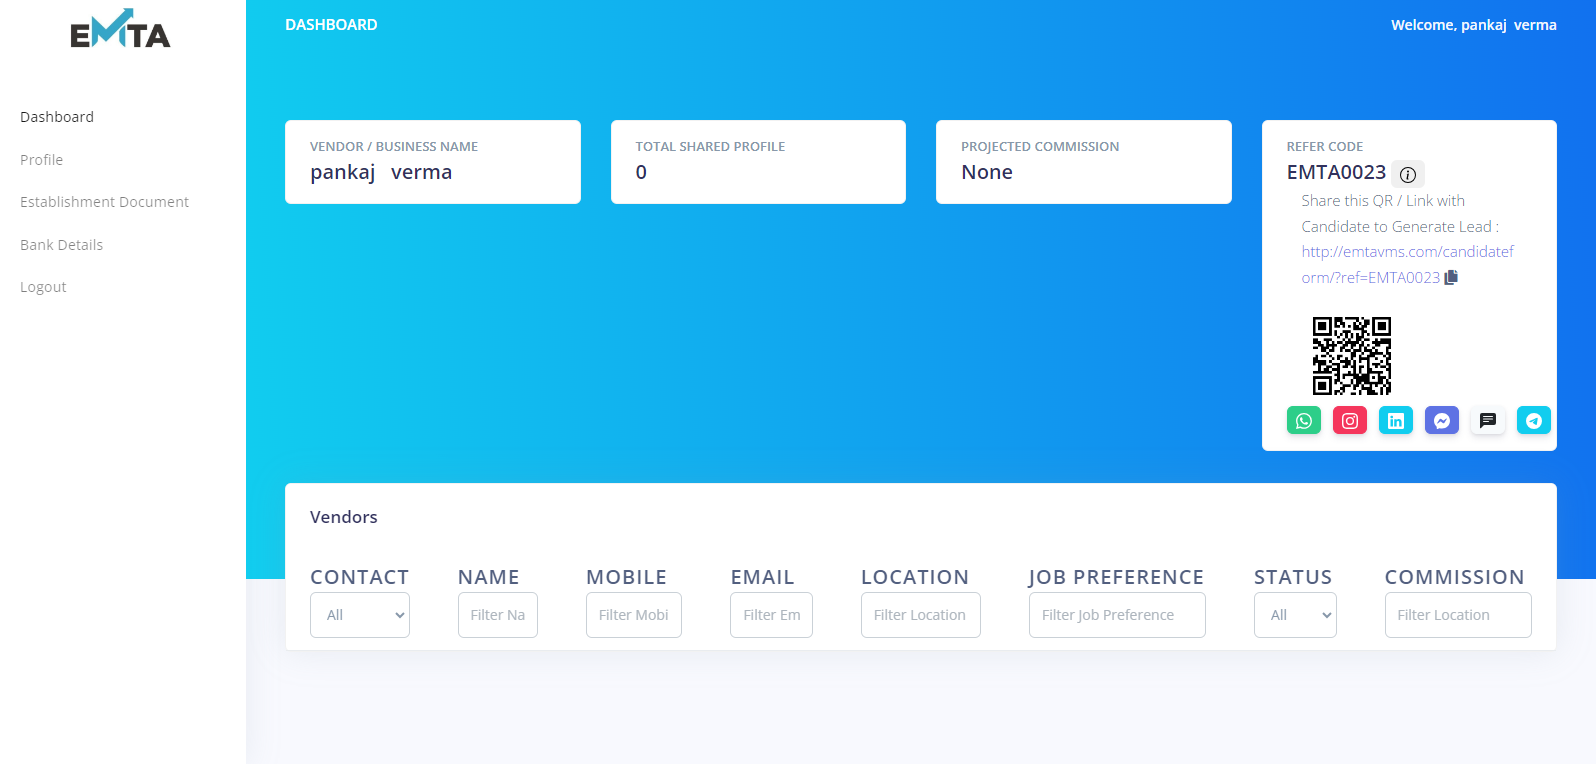 EMTA
Dashboard
Profile
Establishment Document
Bank Details
Logout
DASHBOARD
Welcome, pankaj verma
VENDOR / BUSINESS NAME
pankaj verma
TOTAL SHARED PROFILE
0
PROJECTED COMMISSION
None
REFER CODE
EMTA0023
Share this QR / Link with
Candidate to Generate Lead :
http://emtavms.com/candidatef
orm/?ref=EMTA0023
Vendors
CONTACT NAME MOBILE EMAIL LOCATION JOB PREFERENCE STATUS COMMISSION
All Filter Na Filter Mobi Filter Em Filter Location Filter Job Preference All Filter Location